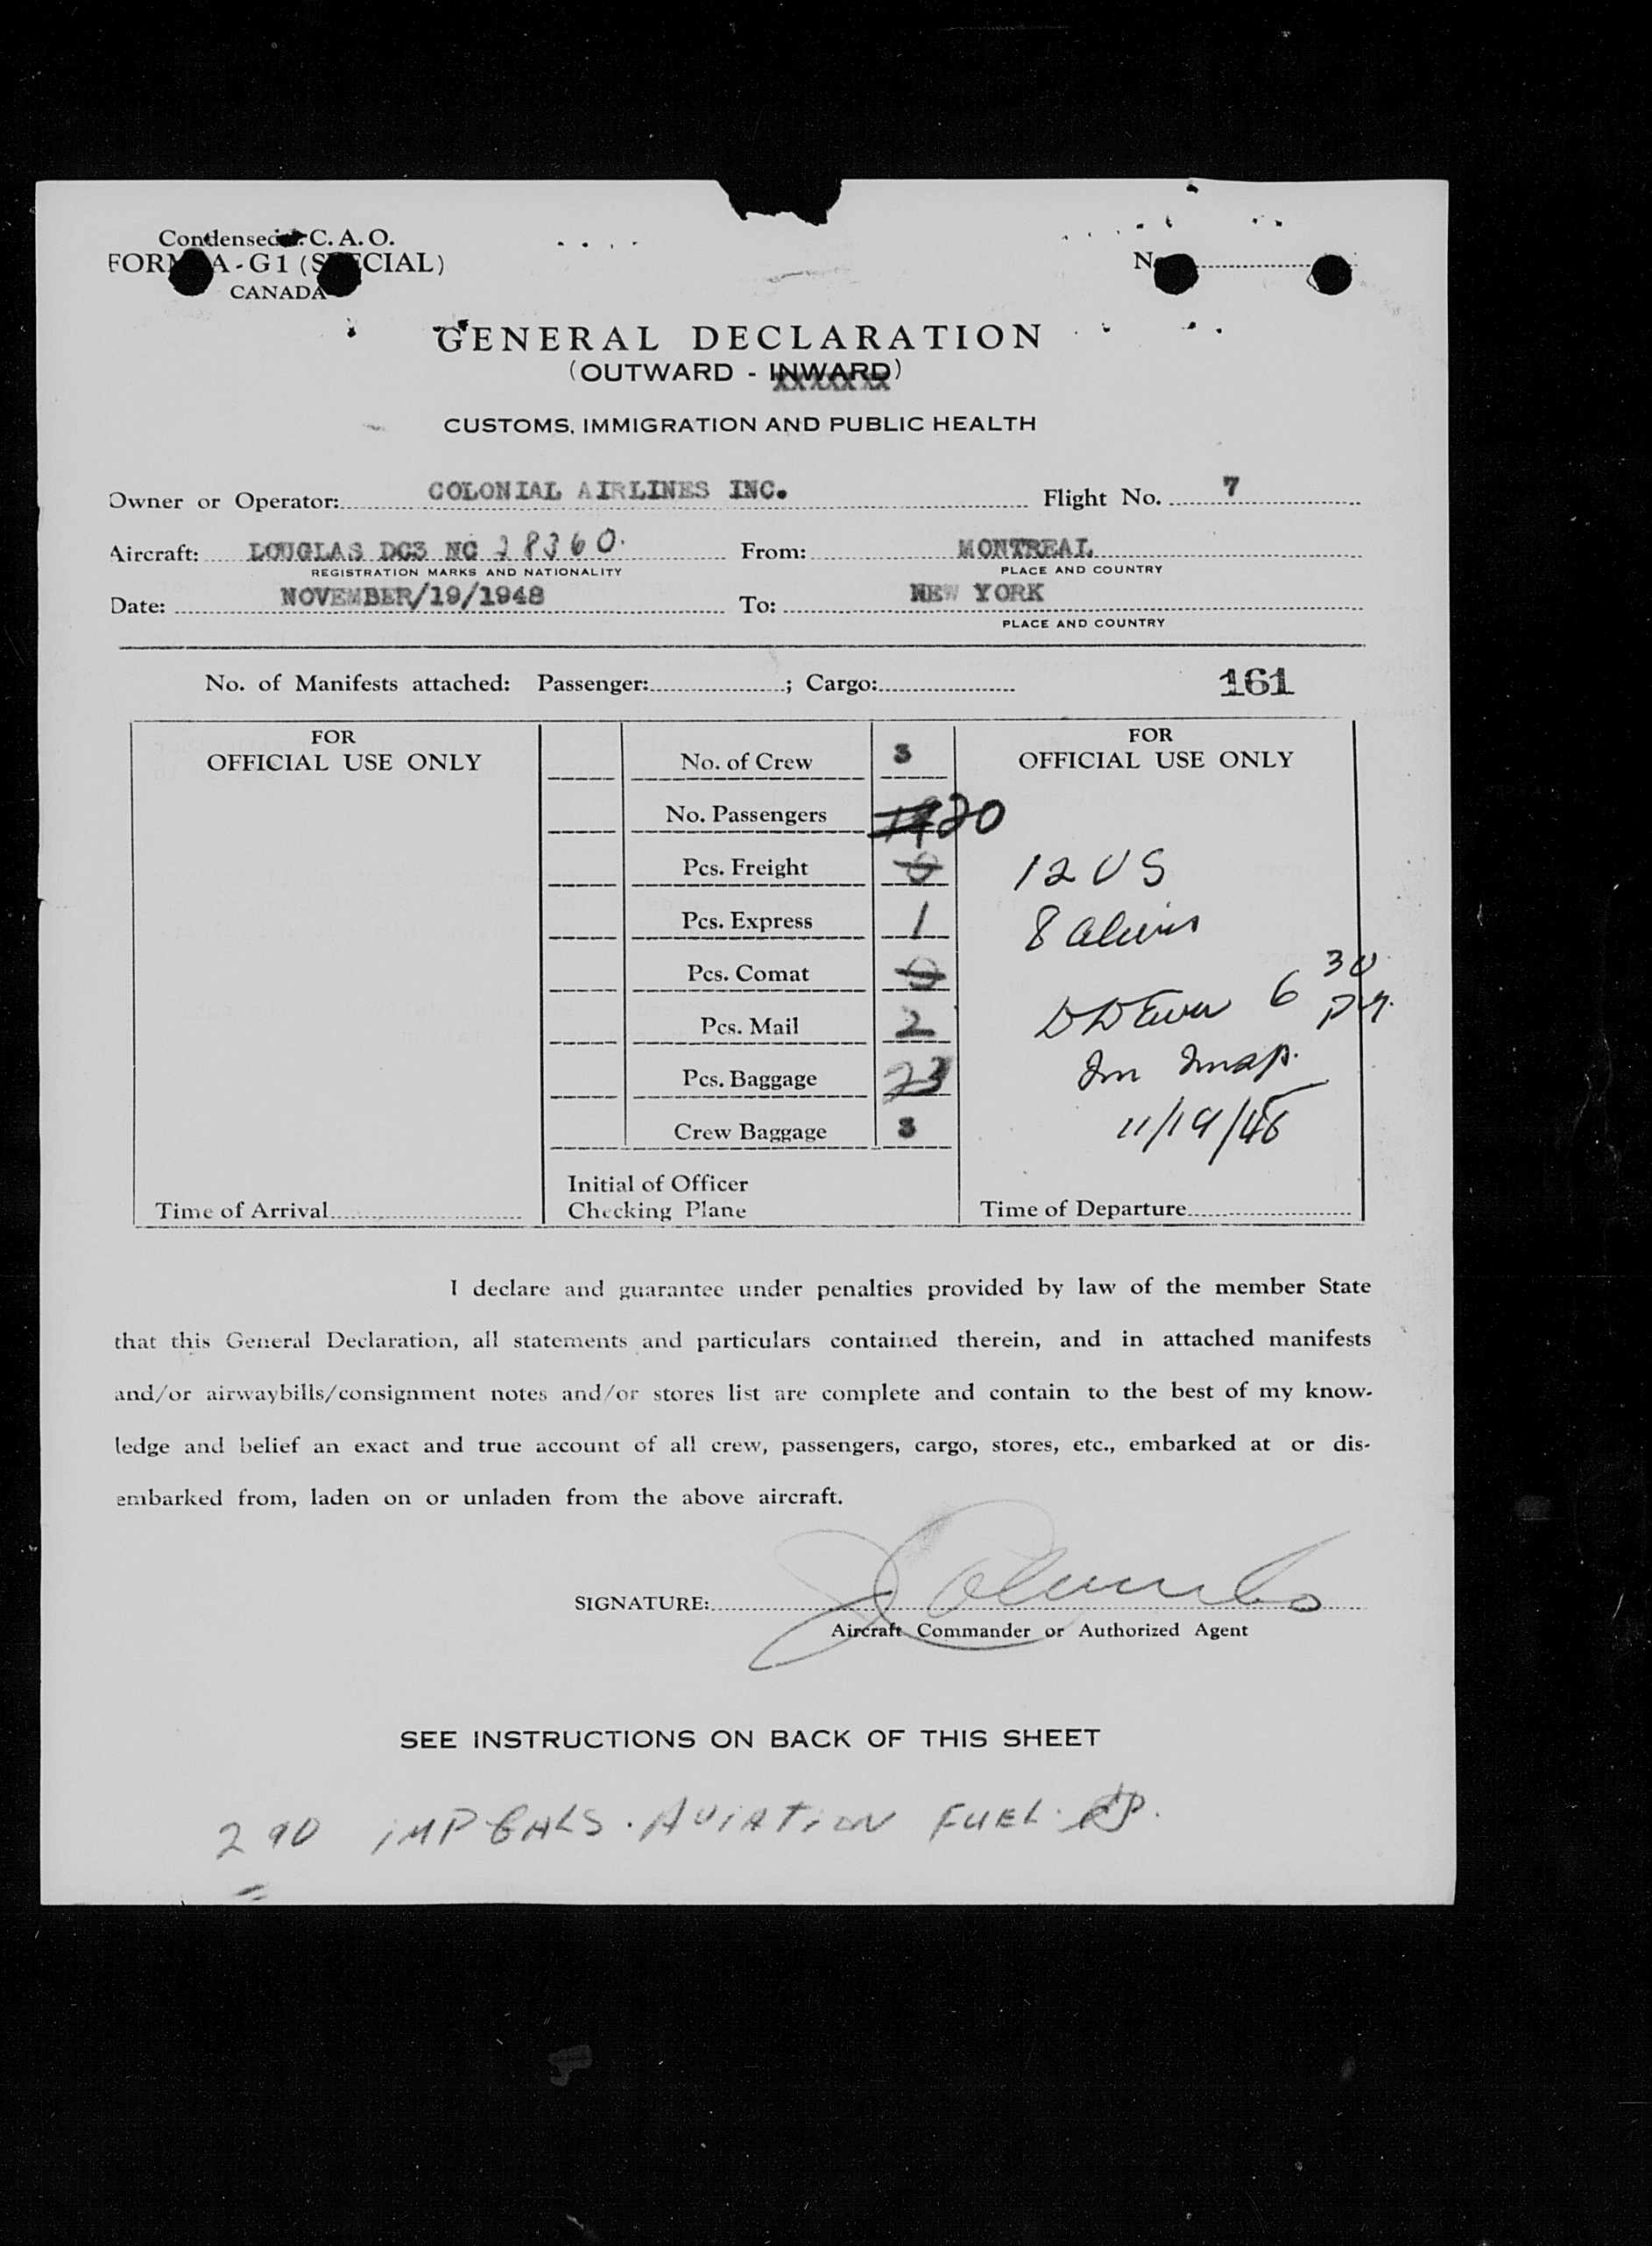 Condensed I. C. A. O.
FORM A-G1 (SPECIAL)
CANADA
N
GENERAL DECLARATION
(OUTWARD - INWARD)
CUSTOMS, IMMIGRATION AND PUBLIC HEALTH
Owner or Operator: COLONIAL AIRLINES INC. Flight No. 7
Aircraft: DOUGLAS DC3 NC 28360. From: MONTREAL
REGISTRATION MARKS AND NATIONALITY PLACE AND COUNTRY
Date: NOVEMBER/19/1948 To: NEW YORK
PLACE AND COUNTRY
No. of Manifests attached: Passenger: ; Cargo: 161
FOR
OFFICIAL USE ONLY
Time of Arrival
No. of Crew 3
No. Passengers 19 20
Pcs. Freight 0
Pcs. Express 1
Pcs. Comat 0
Pcs. Mail 2
Pcs. Baggage 23
Crew Baggage 3
Initial of Officer
Checking Plane
FOR
OFFICIAL USE ONLY
12 US
8 aliens
6 30 P.M.
Im Insp.
11/19/48
Time of Departure
I declare and guarantee under penalties provided by law of the member State
that this General Declaration, all statements and particulars contained therein, and in attached manifests
and/or airwaybills/consignment notes and/or stores list are complete and contain to the best of my know-
ledge and belief an exact and true account of all crew, passengers, cargo, stores, etc., embarked at or dis-
embarked from, laden on or unladen from the above aircraft.
SIGNATURE:
Aircraft Commander or Authorized Agent
SEE INSTRUCTIONS ON BACK OF THIS SHEET
290 IMP GALS. AVIATION FUEL.